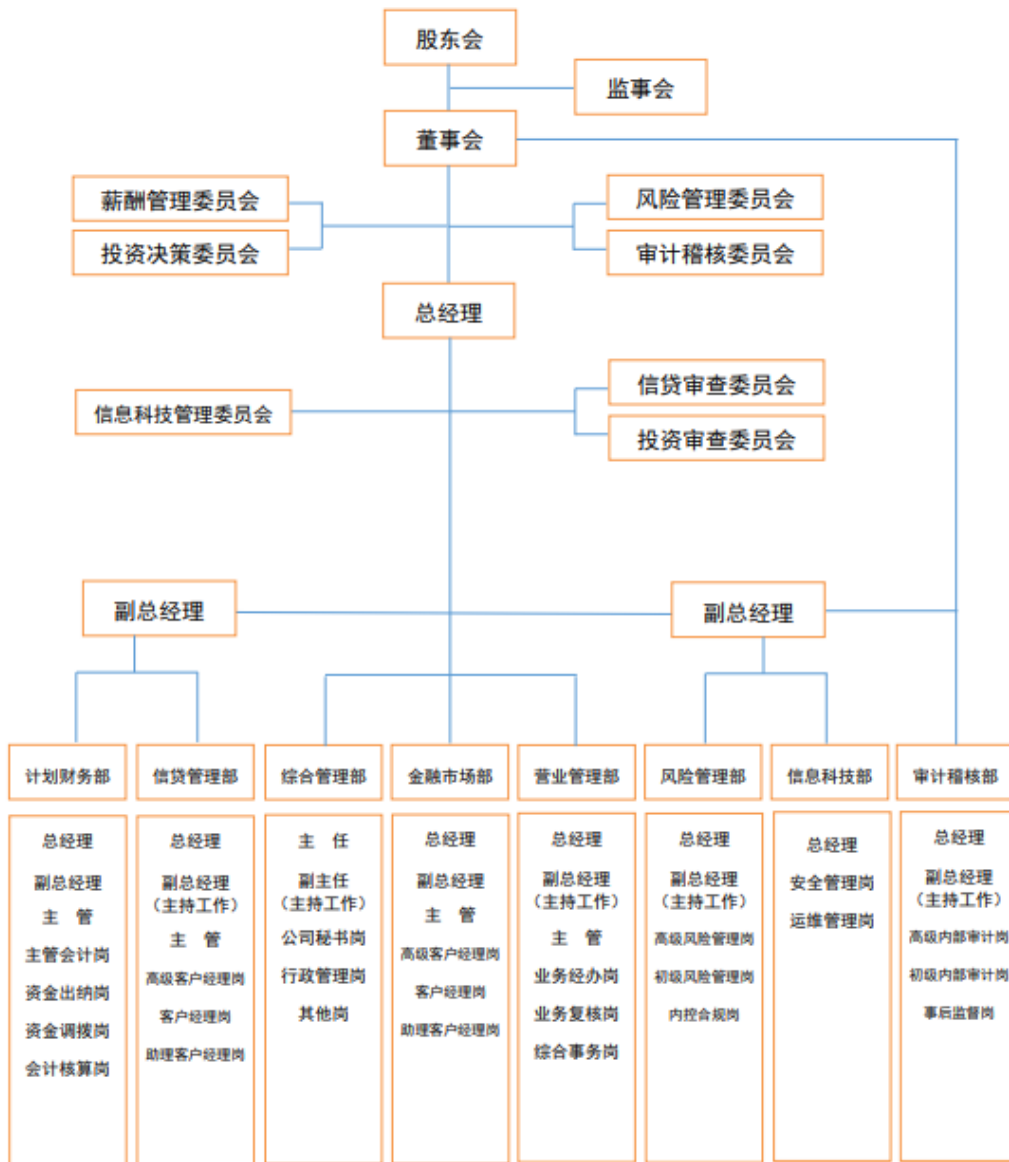 股东会
监事会
董事会
薪酬管理委员会
风险管理委员会
投资决策委员会
审计稽核委员会
总经理
信贷审查委员会
信息科技管理委员会
投资审查委员会
副总经理
副总经理
计划财务部
信贷管理部
综合管理部
金融市场部
营业管理部
风险管理部
信息科技部
审计稽核部
总经理
副总经理
主 管
主管会计岗
资金出纳岗
资金调拨岗
会计核算岗
总经理
副总经理
（主持工作）
主 管
高级客户经理岗
客户经理岗
助理客户经理岗
主 任
副主任
（主持工作）
公司秘书岗
行政管理岗
其他岗
总经理
副总经理
主 管
高级客户经理岗
客户经理岗
助理客户经理岗
总经理
副总经理
（主持工作）
主 管
业务经办岗
业务复核岗
综合事务岗
总经理
副总经理
（主持工作）
高级风险管理岗
初级风险管理岗
内控合规岗
总经理
安全管理岗
运维管理岗
总经理
副总经理
（主持工作）
高级内部审计岗
初级内部审计岗
事后监督岗